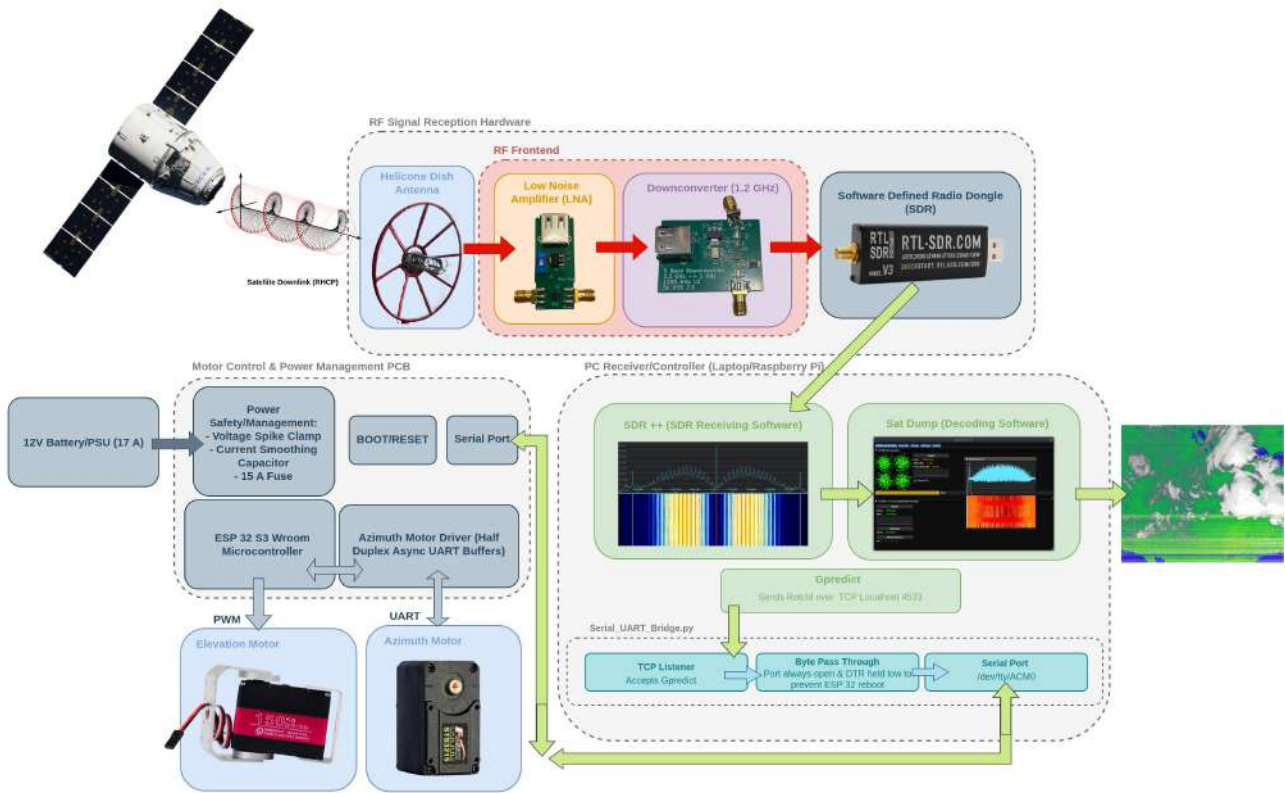 RF Signal Reception Hardware
RF Frontend
Helicone Dish
Antenna
Low Noise
Amplifier (LNA)
Downconverter (1.2 GHz)
Software Defined Radio Dongle
(SDR)
RTL
SDR
RTL-SDR.COM
V3
Satellite Downlink (RHCP)
Motor Control & Power Management PCB
12V Battery/PSU (17 A)
Power
Safety/Management:
- Voltage Spike Clamp
- Current Smoothing
Capacitor
- 15 A Fuse
BOOT/RESET
Serial Port
ESP 32 S3 Wroom
Microcontroller
Azimuth Motor Driver (Half
Duplex Async UART Buffers)
PWM
UART
Elevation Motor
Azimuth Motor
PC Receiver/Controller (Laptop/Raspberry Pi)
SDR ++ (SDR Receiving Software)
Sat Dump (Decoding Software)
Gpredict
Sends Rotctld over TCP Localhost 4533
Serial_UART_Bridge.py
TCP Listener
Accepts Gpredict
Byte Pass Through
Port always open & DTR held low to
prevent ESP 32 reboot
Serial Port
/dev/tty/ACM0